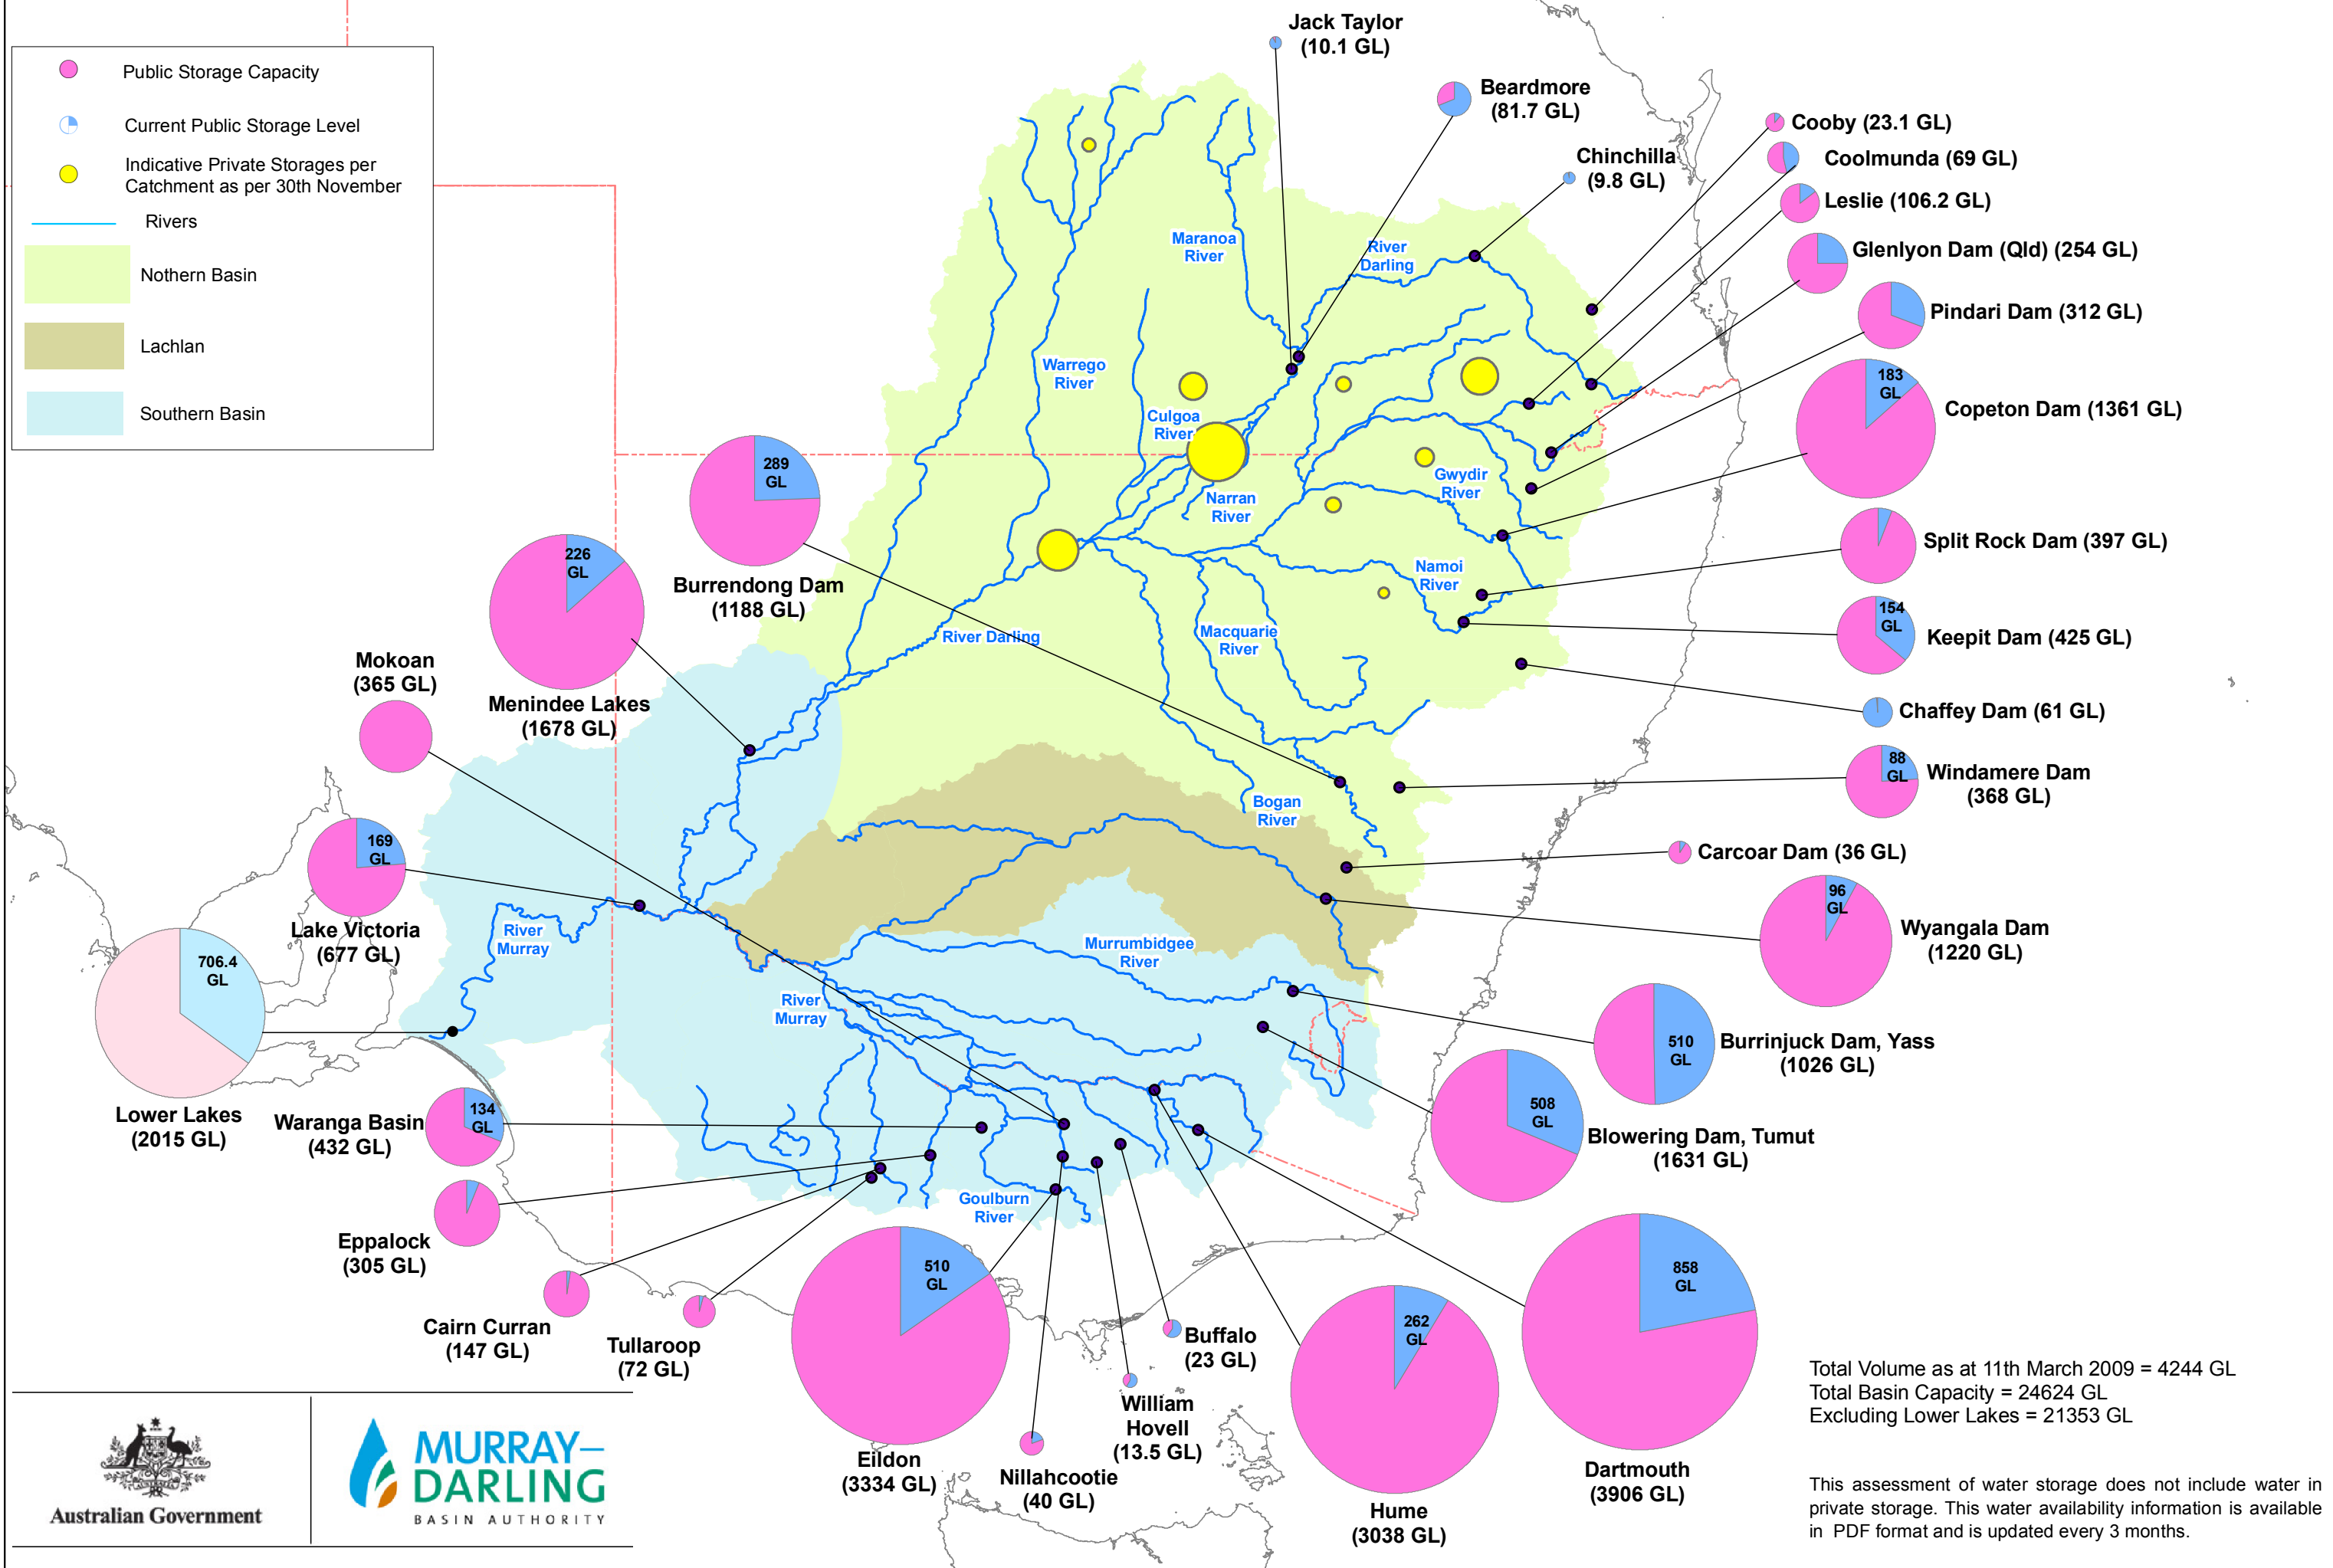 Public Storage Capacity
Current Public Storage Level
Indicative Private Storages per
Catchment as per 30th November
Rivers
Nothern Basin
Lachlan
Southern Basin
Jack Taylor
(10.1 GL)
Beardmore
(81.7 GL)
Chinchilla
(9.8 GL)
Cooby (23.1 GL)
Coolmunda (69 GL)
Leslie (106.2 GL)
Glenlyon Dam (Qld) (254 GL)
Pindari Dam (312 GL)
183
GL
Copeton Dam (1361 GL)
Split Rock Dam (397 GL)
154
GL
Keepit Dam (425 GL)
Chaffey Dam (61 GL)
88
GL
Windamere Dam
(368 GL)
Carcoar Dam (36 GL)
96
GL
Wyangala Dam
(1220 GL)
510
GL
Burrinjuck Dam, Yass
(1026 GL)
508
GL
Blowering Dam, Tumut
(1631 GL)
858
GL
Dartmouth
(3906 GL)
262
GL
Hume
(3038 GL)
Buffalo
(23 GL)
William
Hovell
(13.5 GL)
Nillahcootie
(40 GL)
510
GL
Eildon
(3334 GL)
Tullaroop
(72 GL)
Cairn Curran
(147 GL)
Eppalock
(305 GL)
134
GL
Waranga Basin
(432 GL)
706.4
GL
Lower Lakes
(2015 GL)
169
GL
Lake Victoria
(677 GL)
Mokoan
(365 GL)
226
GL
Menindee Lakes
(1678 GL)
289
GL
Burrendong Dam
(1188 GL)
Maranoa
River
River
Darling
Warrego
River
Culgoa
River
Narran
River
Gwydir
River
Namoi
River
River Darling
Macquarie
River
Bogan
River
River
Murray
Murrumbidgee
River
River
Murray
Goulburn
River
Total Volume as at 11th March 2009 = 4244 GL
Total Basin Capacity = 24624 GL
Excluding Lower Lakes = 21353 GL
This assessment of water storage does not include water in
private storage. This water availability information is available
in PDF format and is updated every 3 months.
Australian Government
MURRAY–
DARLING
BASIN AUTHORITY